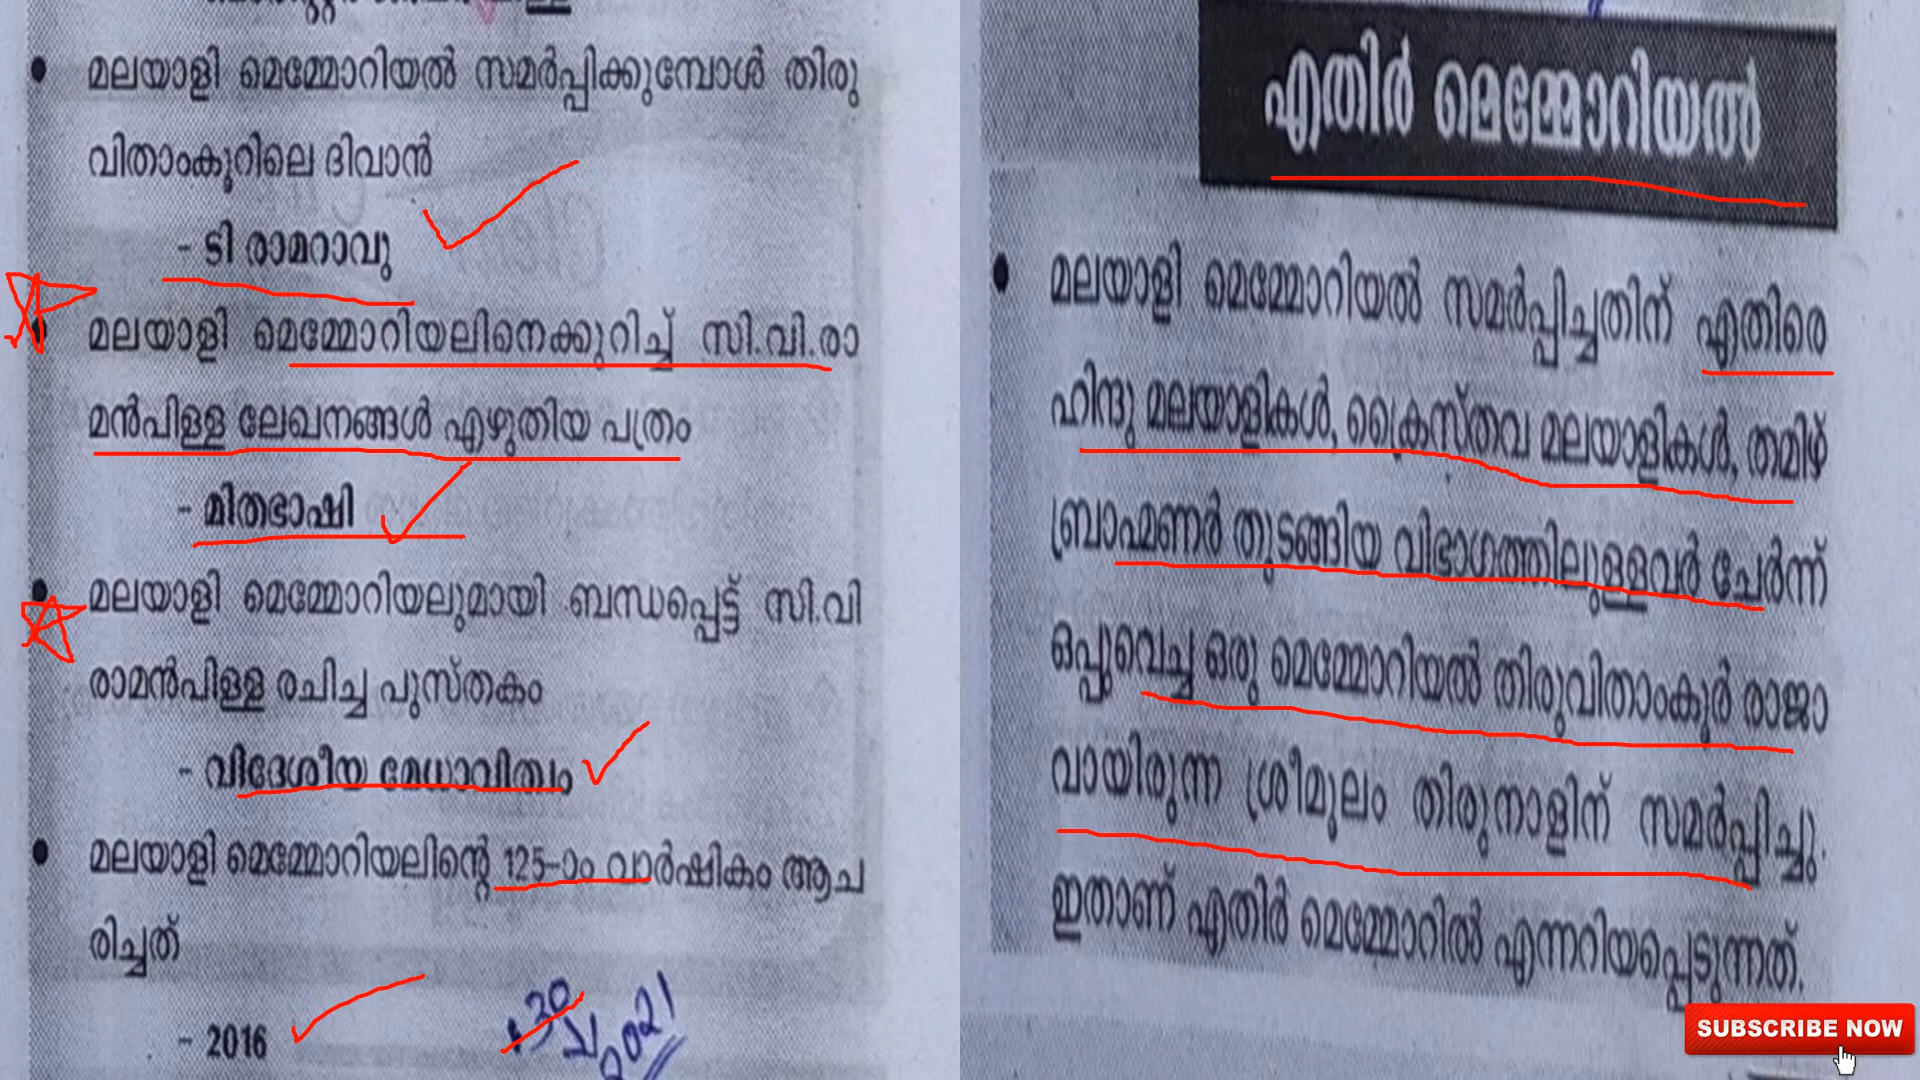 മലയാളി മെമ്മോറിയൽ സമർപ്പിക്കുമ്പോൾ തിരു
വിതാംകൂറിലെ ദിവാൻ
- ടി രാമറാവു
മലയാളി മെമ്മോറിയലിനെക്കുറിച്ച് സി.വി.രാ
മൻപിള്ള ലേഖനങ്ങൾ എഴുതിയ പത്രം
- മിതഭാഷി
മലയാളി മെമ്മോറിയലുമായി ബന്ധപ്പെട്ട് സി.വി
രാമൻപിള്ള രചിച്ച പുസ്തകം
- വിദേശീയ മേധാവിത്വം
മലയാളി മെമ്മോറിയലിന്റെ 125-ാം വാർഷികം ആച
രിച്ചത്
- 2016
എതിർ മെമ്മോറിയൽ
മലയാളി മെമ്മോറിയൽ സമർപ്പിച്ചതിന് എതിരെ
ഹിന്ദു മലയാളികൾ, ക്രൈസ്തവ മലയാളികൾ, തമിഴ്
ബ്രാഹ്മണർ തുടങ്ങിയ വിഭാഗത്തിലുള്ളവർ ചേർന്ന്
ഒപ്പുവെച്ച ഒരു മെമ്മോറിയൽ തിരുവിതാംകൂർ രാജാ
വായിരുന്ന ശ്രീമൂലം തിരുനാളിന് സമർപ്പിച്ചു.
ഇതാണ് എതിർ മെമ്മോറിൽ എന്നറിയപ്പെടുന്നത്.
SUBSCRIBE NOW